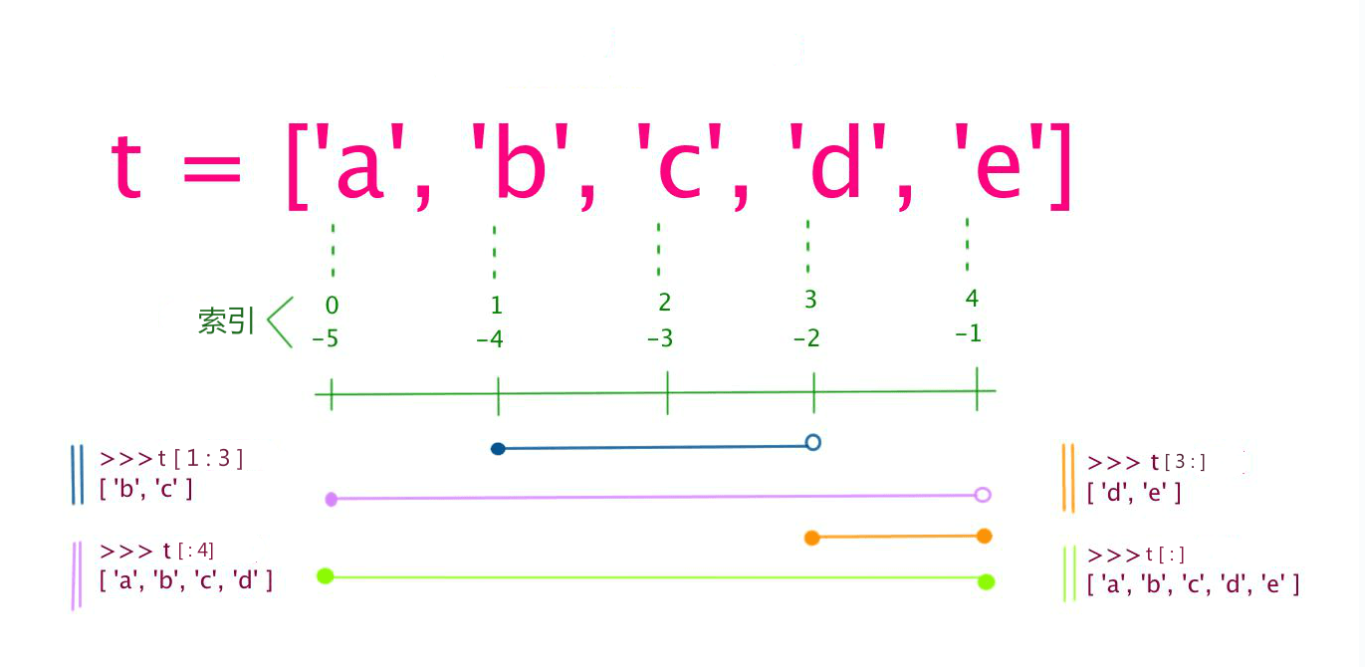 t = ['a', 'b', 'c', 'd', 'e']
索引
0 1 2 3 4
-5 -4 -3 -2 -1
>>>t[1:3]
['b', 'c']
>>> t[:4]
['a', 'b', 'c', 'd']
>>> t[3:]
['d', 'e']
>>>t[:]
['a', 'b', 'c', 'd', 'e']